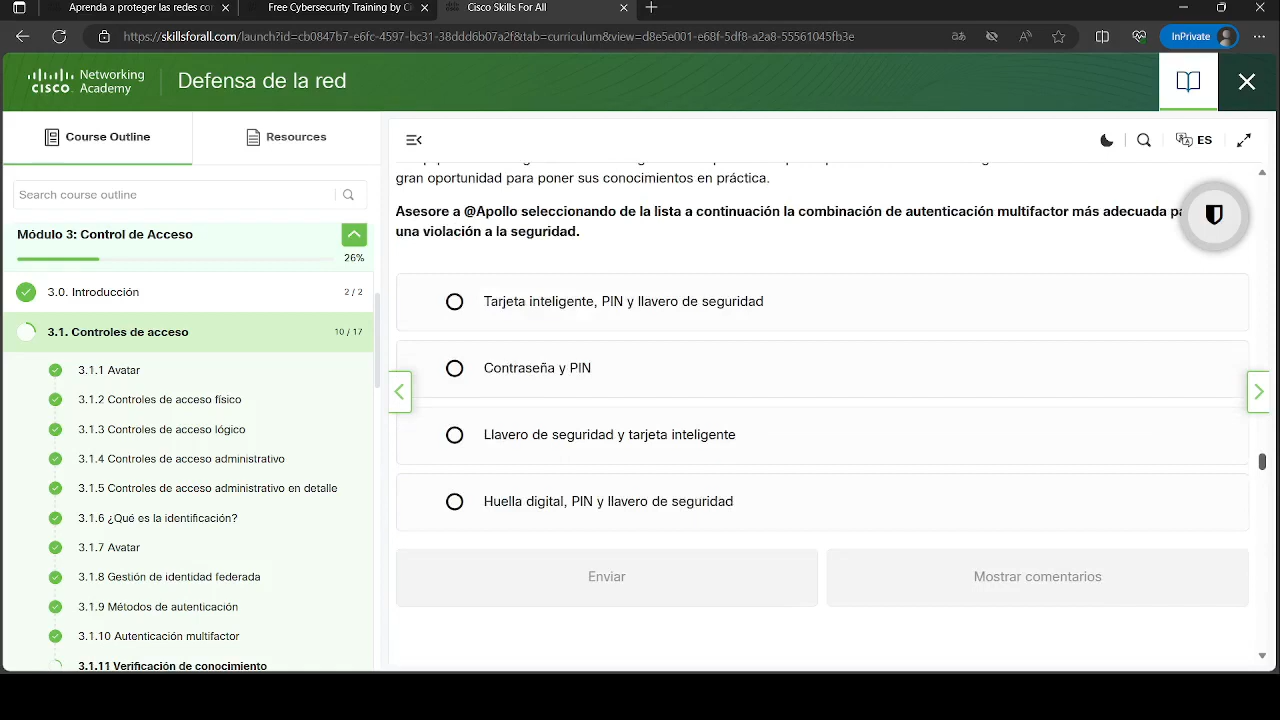 Aprenda a proteger las redes cor
Free Cybersecurity Training by Ci
Cisco Skills For All
https://skillsforall.com/launch?id=cb0847b7-e6fc-4597-bc31-38ddd6b07a2f&tab=curriculum&view=d8e5e001-e68f-5df8-a2a8-55561045fb3e
InPrivate
Networking
CISCO Academy
Defensa de la red
Course Outline
Resources
ES
Search course outline
Módulo 3: Control de Acceso
26%
3.0. Introducción
2 / 2
3.1. Controles de acceso
10 / 17
3.1.1 Avatar
3.1.2 Controles de acceso físico
3.1.3 Controles de acceso lógico
3.1.4 Controles de acceso administrativo
3.1.5 Controles de acceso administrativo en detalle
3.1.6 ¿Qué es la identificación?
3.1.7 Avatar
3.1.8 Gestión de identidad federada
3.1.9 Métodos de autenticación
3.1.10 Autenticación multifactor
3.1.11 Verificación de conocimiento
gran oportunidad para poner sus conocimientos en práctica.
Asesore a @Apollo seleccionando de la lista a continuación la combinación de autenticación multifactor más adecuada pa
una violación a la seguridad.
Tarjeta inteligente, PIN y llavero de seguridad
Contraseña y PIN
Llavero de seguridad y tarjeta inteligente
Huella digital, PIN y llavero de seguridad
Enviar
Mostrar comentarios